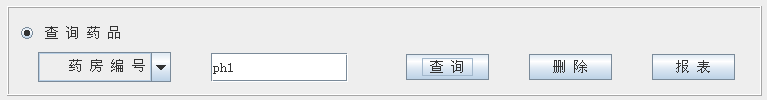 查 询 药 品
药 房 编 号 ph1 查 询 删 除 报 表